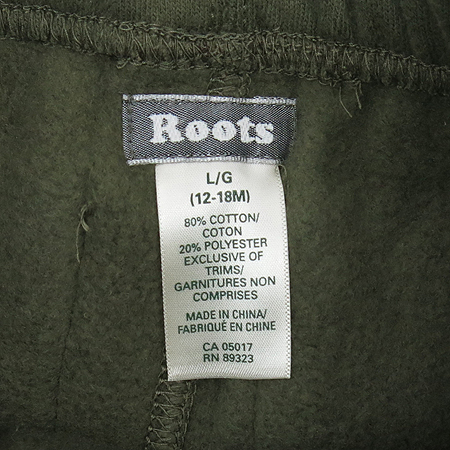 Roots
L/G
(12-18M)
80% COTTON/
COTON
20% POLYESTER
EXCLUSIVE OF
TRIMS/
GARNITURES NON
COMPRISES
MADE IN CHINA/
FABRIQUÉ EN CHINE
CA 05017
RN 89323